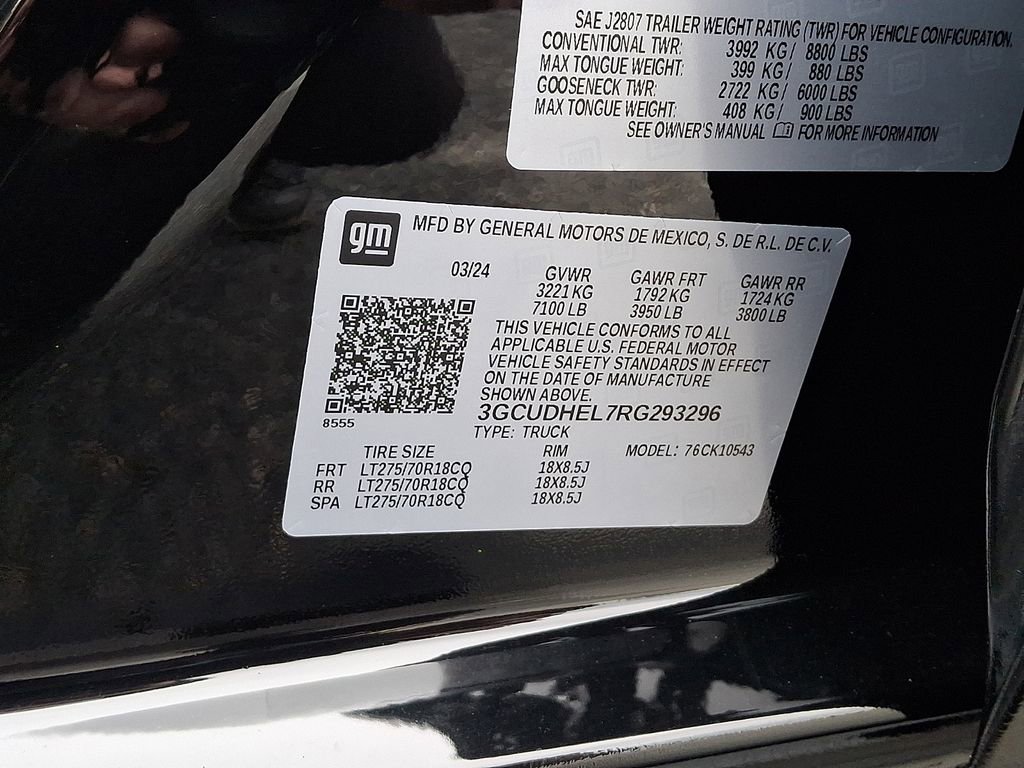 SAE J2807 TRAILER WEIGHT RATING (TWR) FOR VEHICLE CONFIGURATION.
CONVENTIONAL TWR: 3992 KG/ 8800 LBS
MAX TONGUE WEIGHT: 399 KG/ 880 LBS
GOOSENECK TWR: 2722 KG/ 6000 LBS
MAX TONGUE WEIGHT: 408 KG/ 900 LBS
SEE OWNER'S MANUAL FOR MORE INFORMATION
gm MFD BY GENERAL MOTORS DE MEXICO, S. DE R.L. DE C.V.
03/24 GVWR GAWR FRT GAWR RR
3221 KG 1792 KG 1724 KG
7100 LB 3950 LB 3800 LB
THIS VEHICLE CONFORMS TO ALL
APPLICABLE U.S. FEDERAL MOTOR
VEHICLE SAFETY STANDARDS IN EFFECT
ON THE DATE OF MANUFACTURE
SHOWN ABOVE.
3GCUDHEL7RG293296
8555
TYPE: TRUCK
TIRE SIZE RIM MODEL: 76CK10543
FRT LT275/70R18CQ 18X8.5J
RR LT275/70R18CQ 18X8.5J
SPA LT275/70R18CQ 18X8.5J